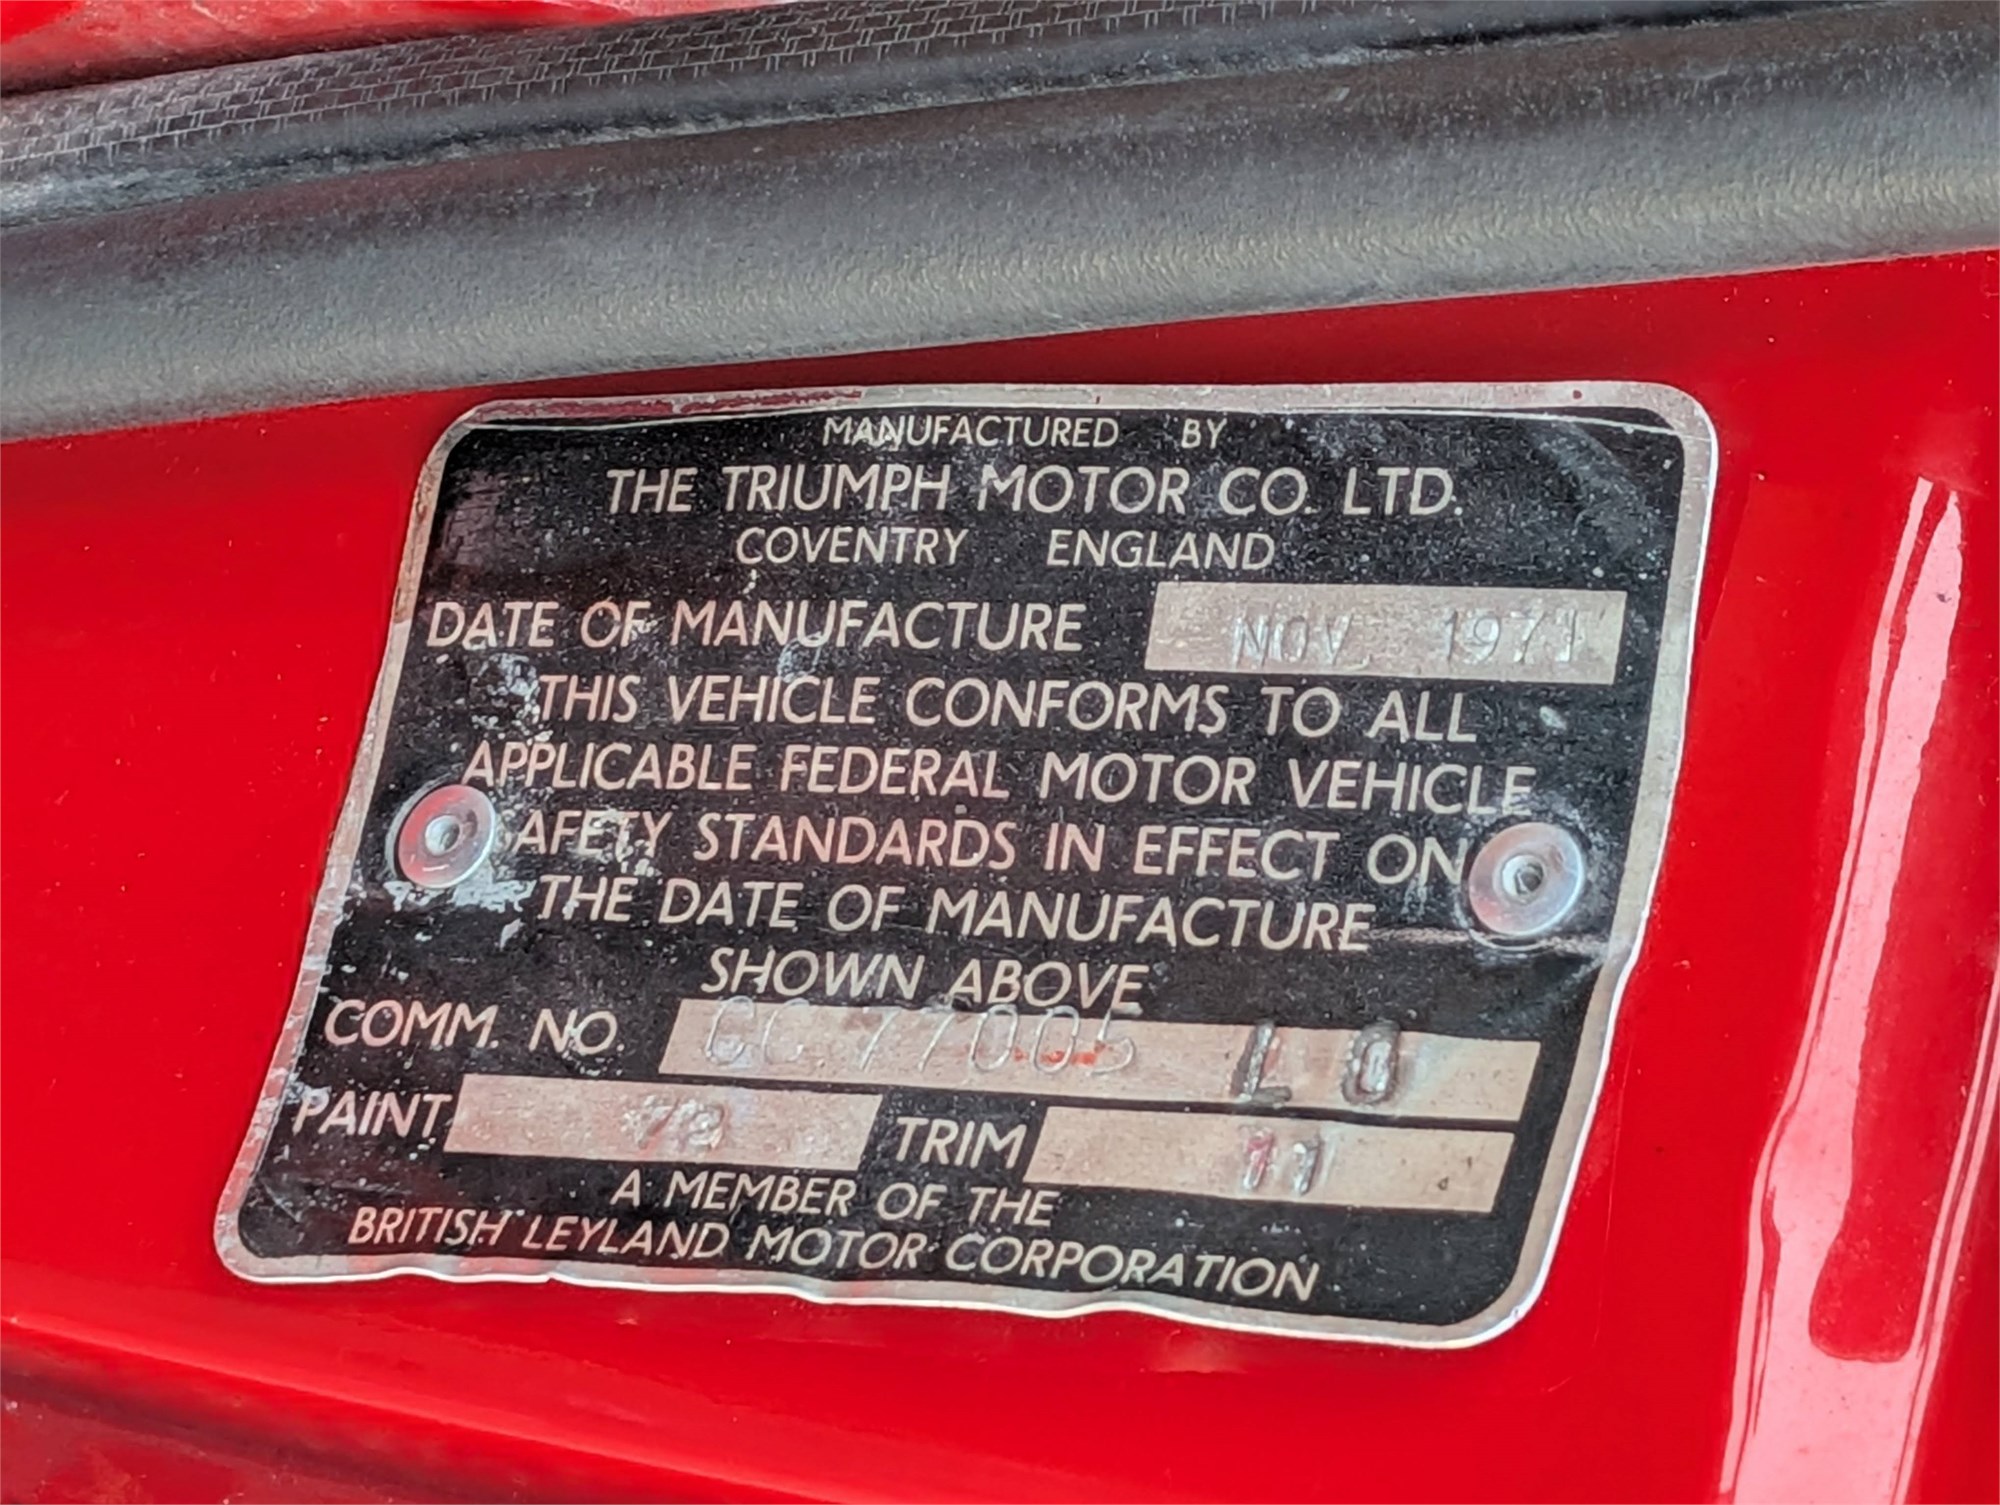 MANUFACTURED BY
THE TRIUMPH MOTOR CO. LTD.
COVENTRY ENGLAND
DATE OF MANUFACTURE NOV 1971
THIS VEHICLE CONFORMS TO ALL
APPLICABLE FEDERAL MOTOR VEHICLE
SAFETY STANDARDS IN EFFECT ON
THE DATE OF MANUFACTURE
SHOWN ABOVE
COMM. NO. CC 77005 LO
PAINT 72 TRIM 11
A MEMBER OF THE
BRITISH LEYLAND MOTOR CORPORATION